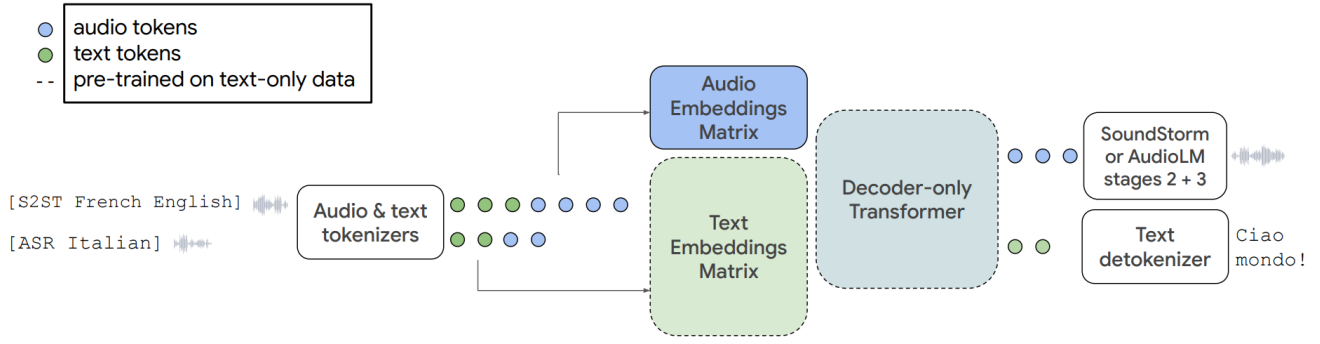 audio tokens
text tokens
-- pre-trained on text-only data
Audio
Embeddings
Matrix
SoundStorm
or AudioLM
stages 2 + 3
Decoder-only
Transformer
[S2ST French English]
[ASR Italian]
Audio & text
tokenizers
Text
Embeddings
Matrix
Text
detokenizer
Ciao
mondo!